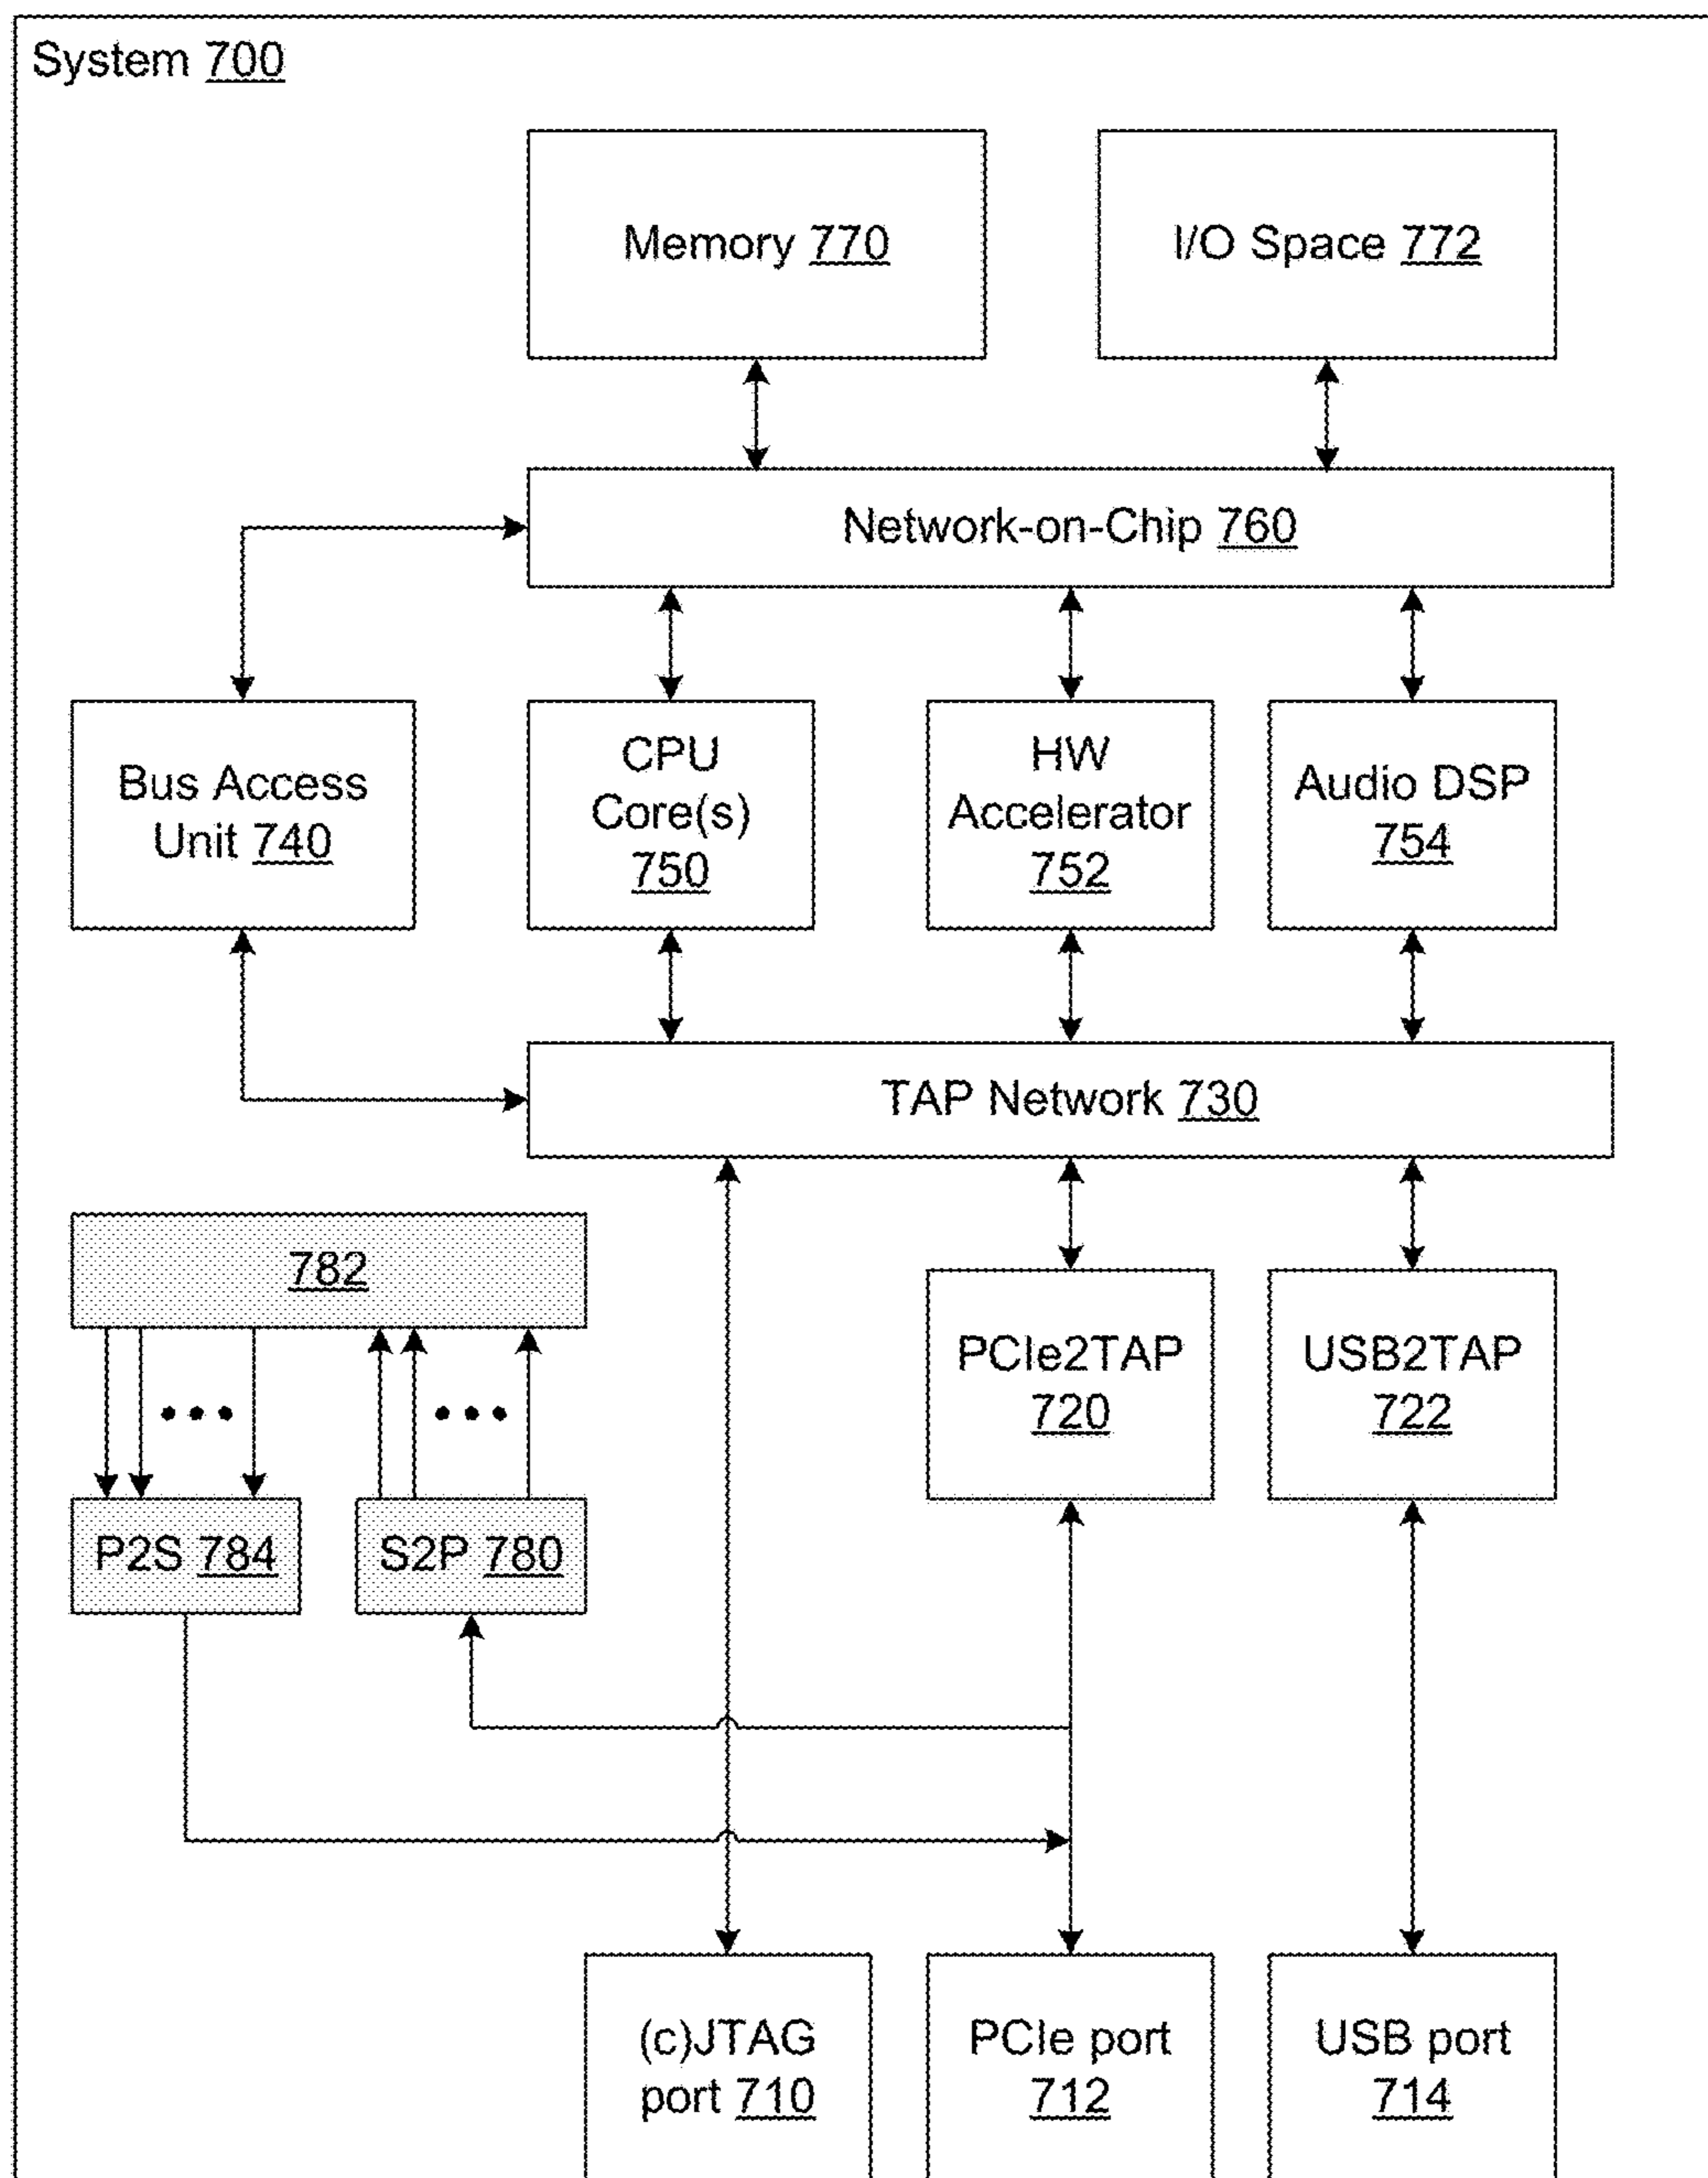 System 700
Memory 770
I/O Space 772
Network-on-Chip 760
Bus Access
Unit 740
CPU
Core(s)
750
HW
Accelerator
752
Audio DSP
754
TAP Network 730
782
PCIe2TAP
720
USB2TAP
722
P2S 784
S2P 780
(c)JTAG
port 710
PCIe port
712
USB port
714